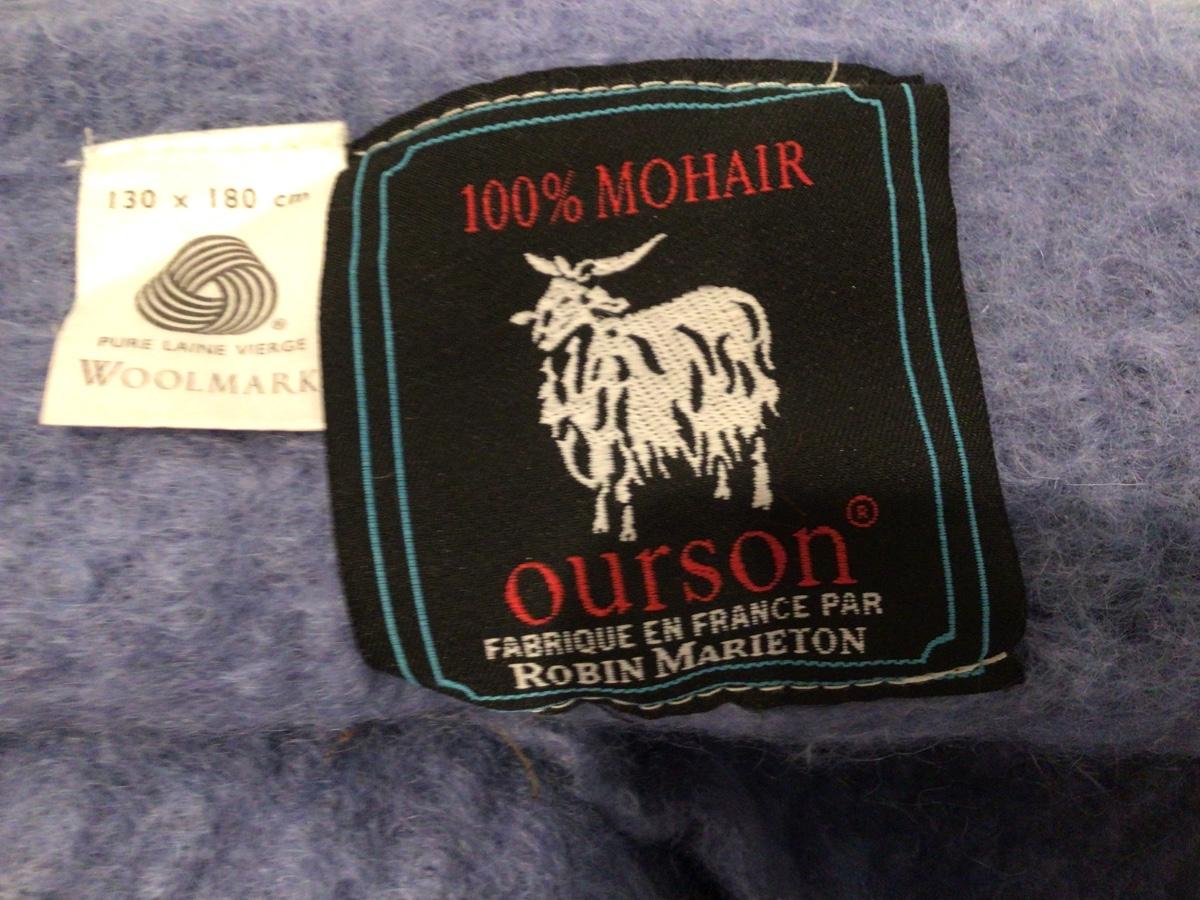 130 x 180 cm
®
PURE LAINE VIERGE
WOOLMARK
100% MOHAIR
ourson®
FABRIQUE EN FRANCE PAR
ROBIN MARIETON